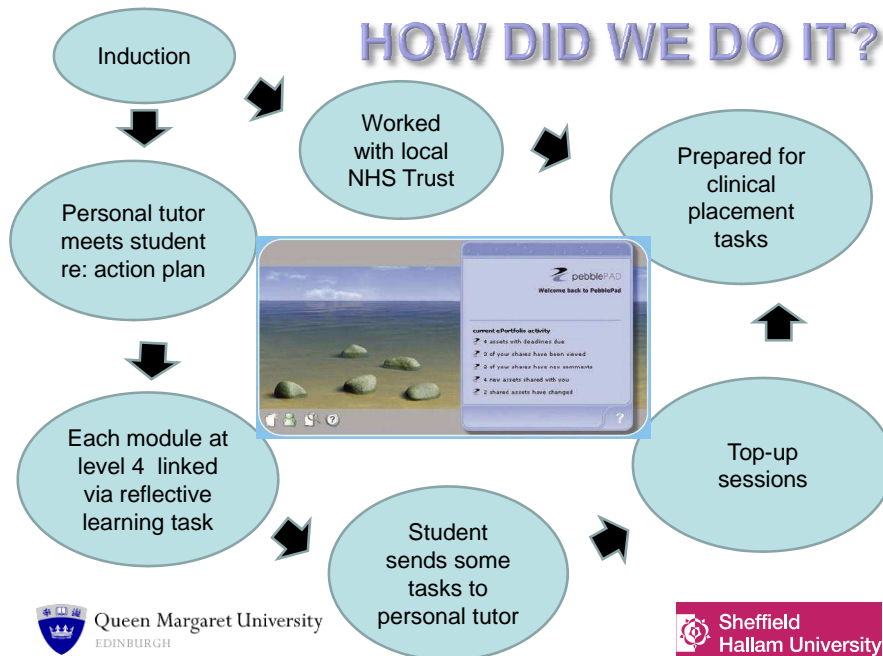 HOW DID WE DO IT?
Induction
Worked
with local
NHS Trust
Prepared for
clinical
placement
tasks
Personal tutor
meets student
re: action plan
pebblePAD
Welcome back to PebblePad
current ePortfolio activity
4 assets with deadlines due
3 of your shares have been viewed
2 of your shares have new comments
4 new assets shared with you
2 shared assets have changed
?
?
Each module at
level 4 linked
via reflective
learning task
Top-up
sessions
Student
sends some
tasks to
personal tutor
Queen Margaret University
EDINBURGH
Sheffield
Hallam University